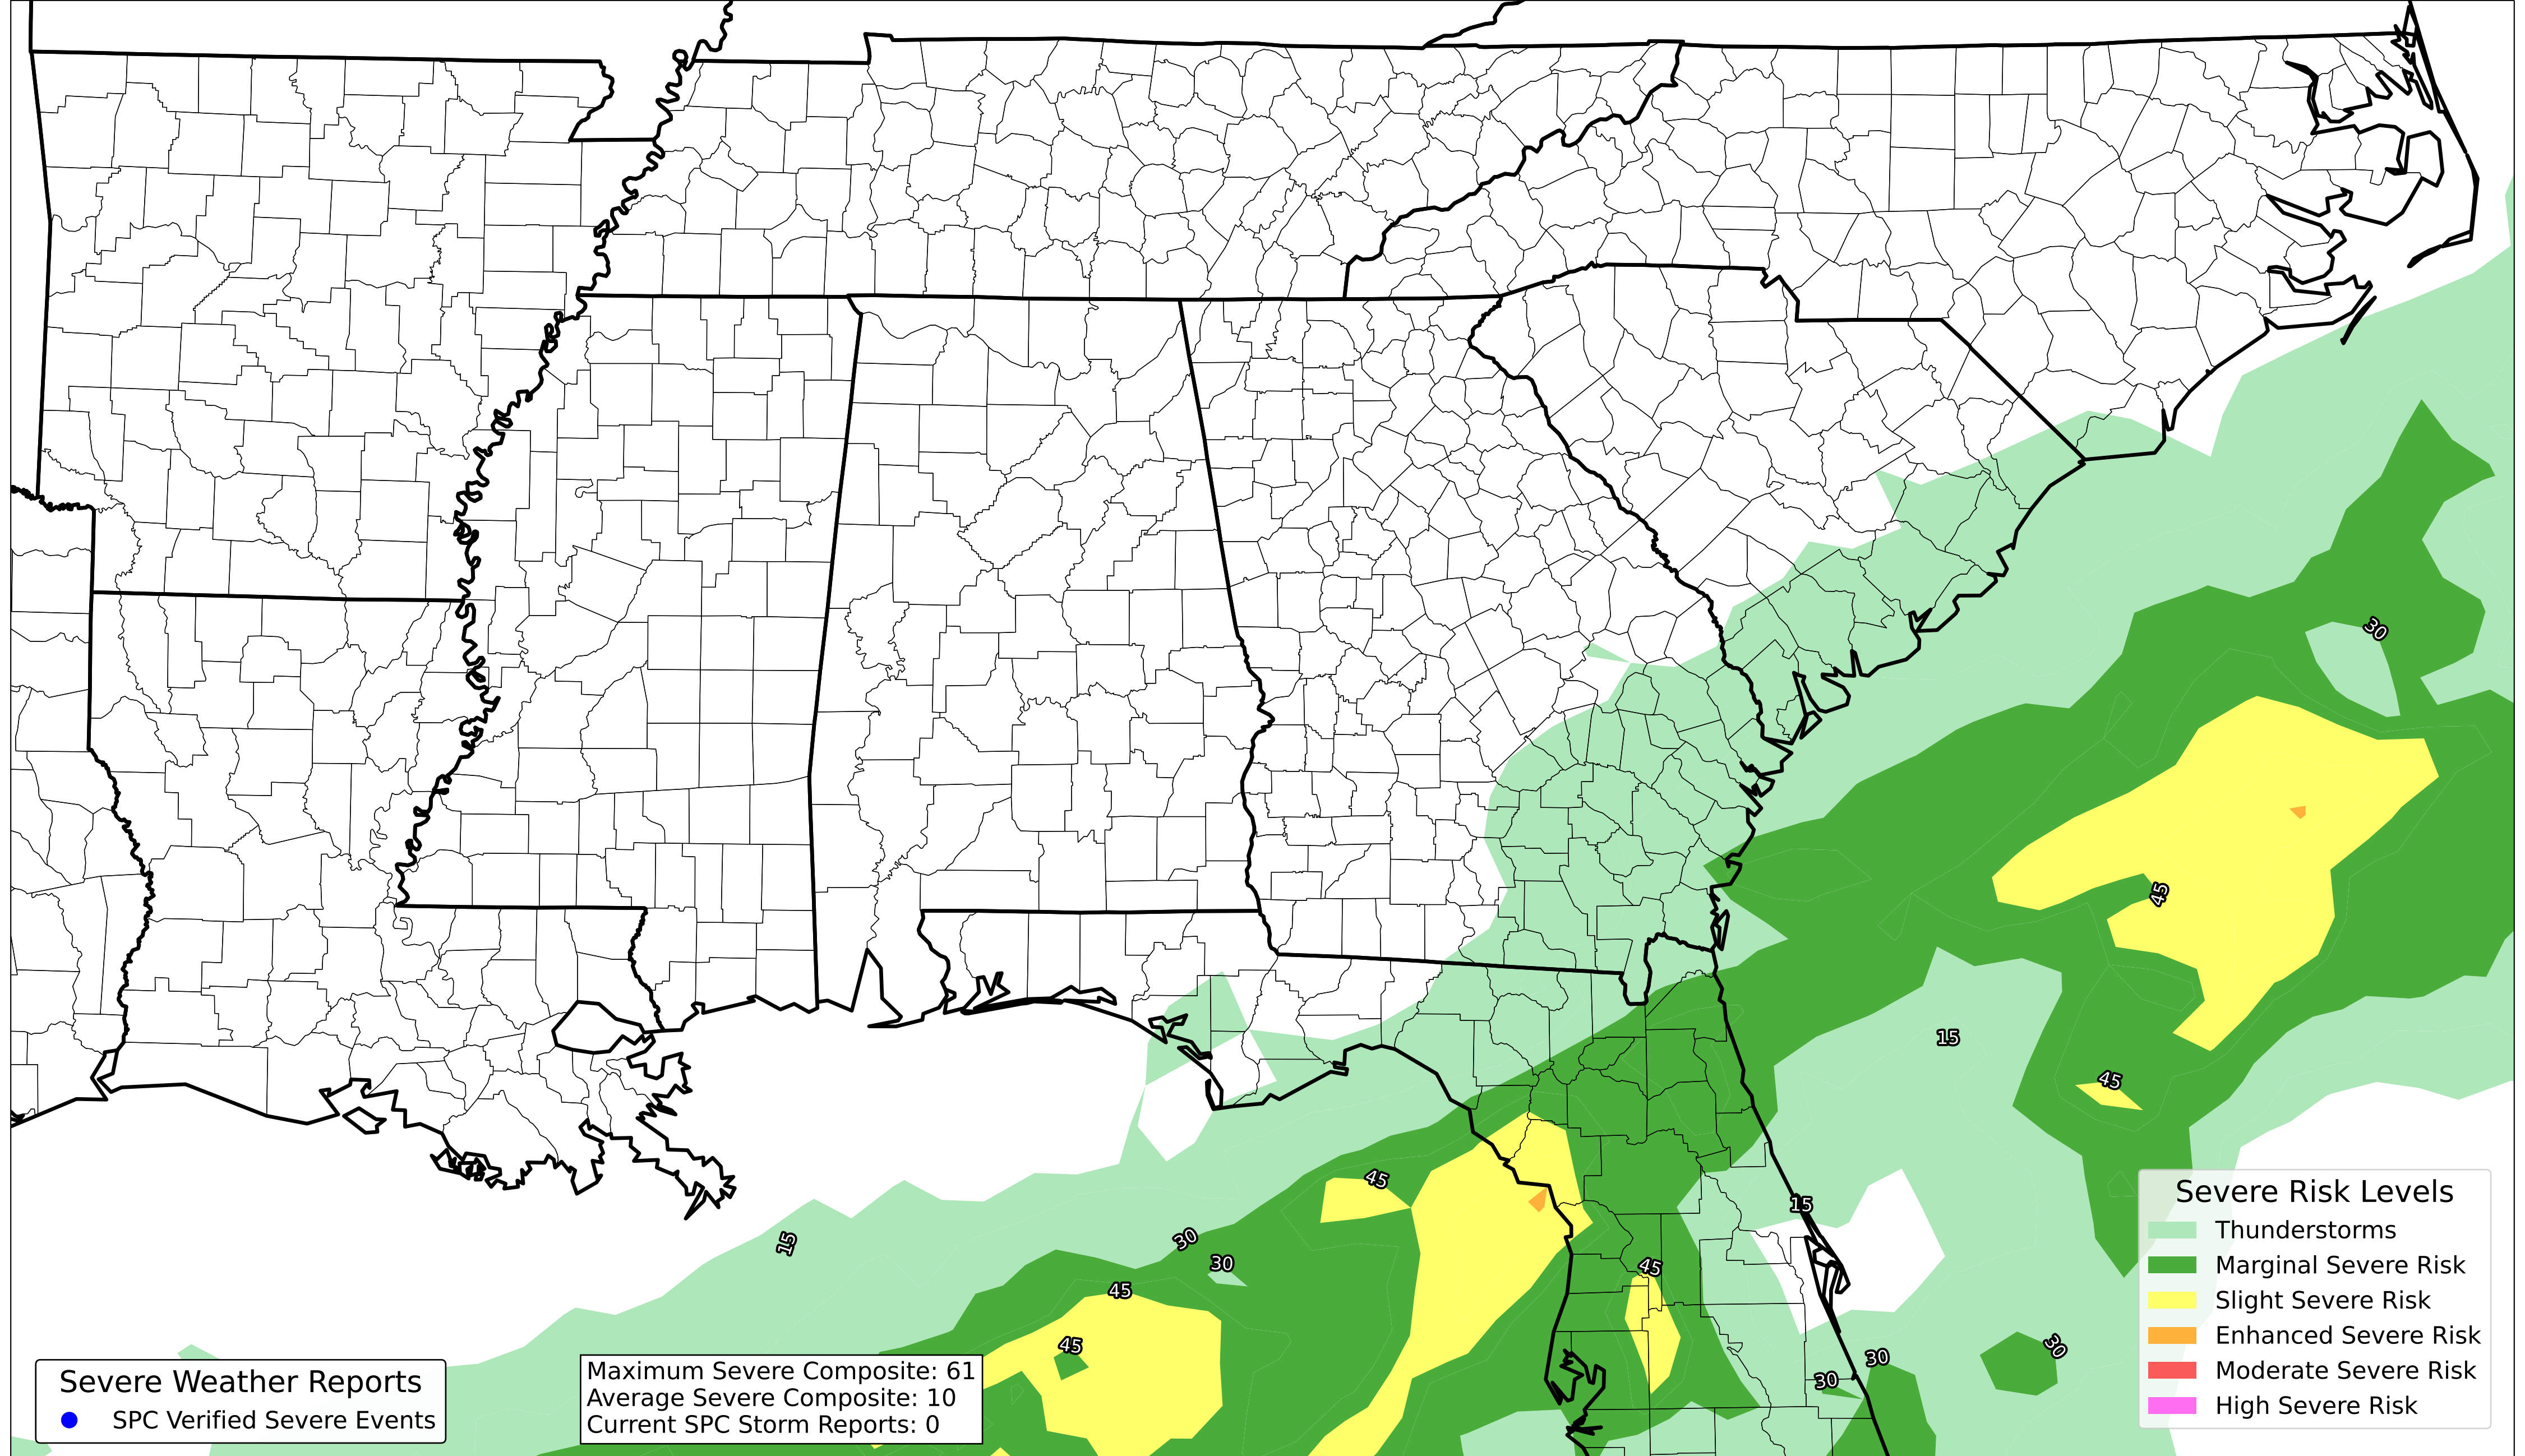 30
45
15
45
45
15
30
15
30
45
45
45
30
30
30
Severe Risk Levels
Thunderstorms
Marginal Severe Risk
Slight Severe Risk
Enhanced Severe Risk
Moderate Severe Risk
High Severe Risk
Severe Weather Reports
SPC Verified Severe Events
Maximum Severe Composite: 61
Average Severe Composite: 10
Current SPC Storm Reports: 0